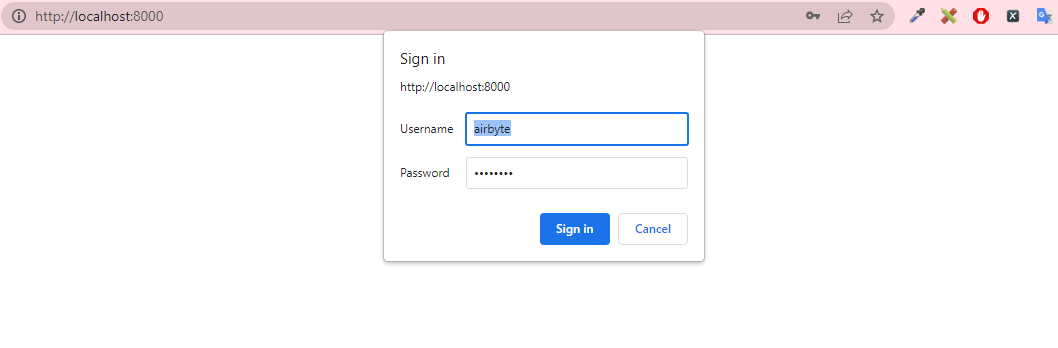 http://localhost:8000
Sign in
http://localhost:8000
Username airbyte
Password ••••••••
Sign in Cancel